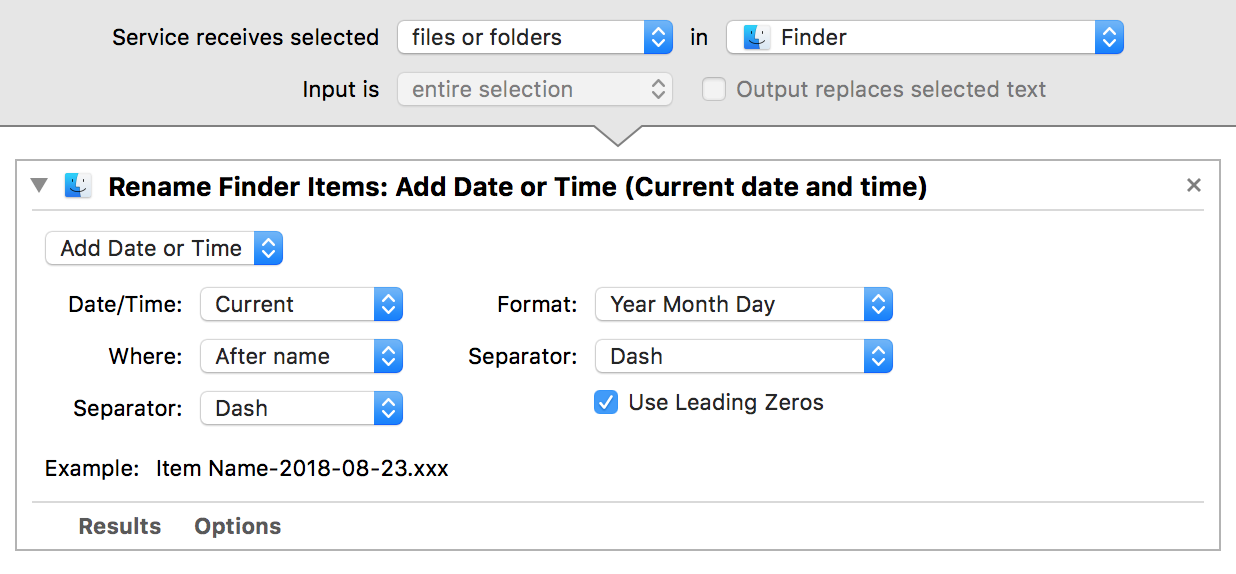 Service receives selected files or folders in Finder
Input is entire selection Output replaces selected text
Rename Finder Items: Add Date or Time (Current date and time)
Add Date or Time
Date/Time: Current Format: Year Month Day
Where: After name Separator: Dash
Separator: Dash Use Leading Zeros
Example: Item Name-2018-08-23.xxx
Results Options